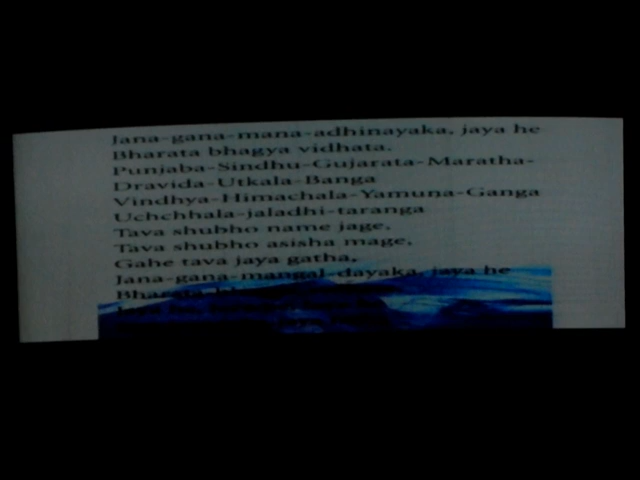 Jana-gana-mana-adhinayaka, jaya he
Bharata bhagya vidhata.
Punjaba-Sindhu-Gujarata-Maratha-
Dravida-Utkala-Banga
Vindhya-Himachala-Yamuna-Ganga
Uchchhala-jaladhi-taranga
Tava shubho name jage,
Tava shubho asisha mage,
Gahe tava jaya gatha,
Jana-gana-mangal-dayaka, jaya he
Bharata